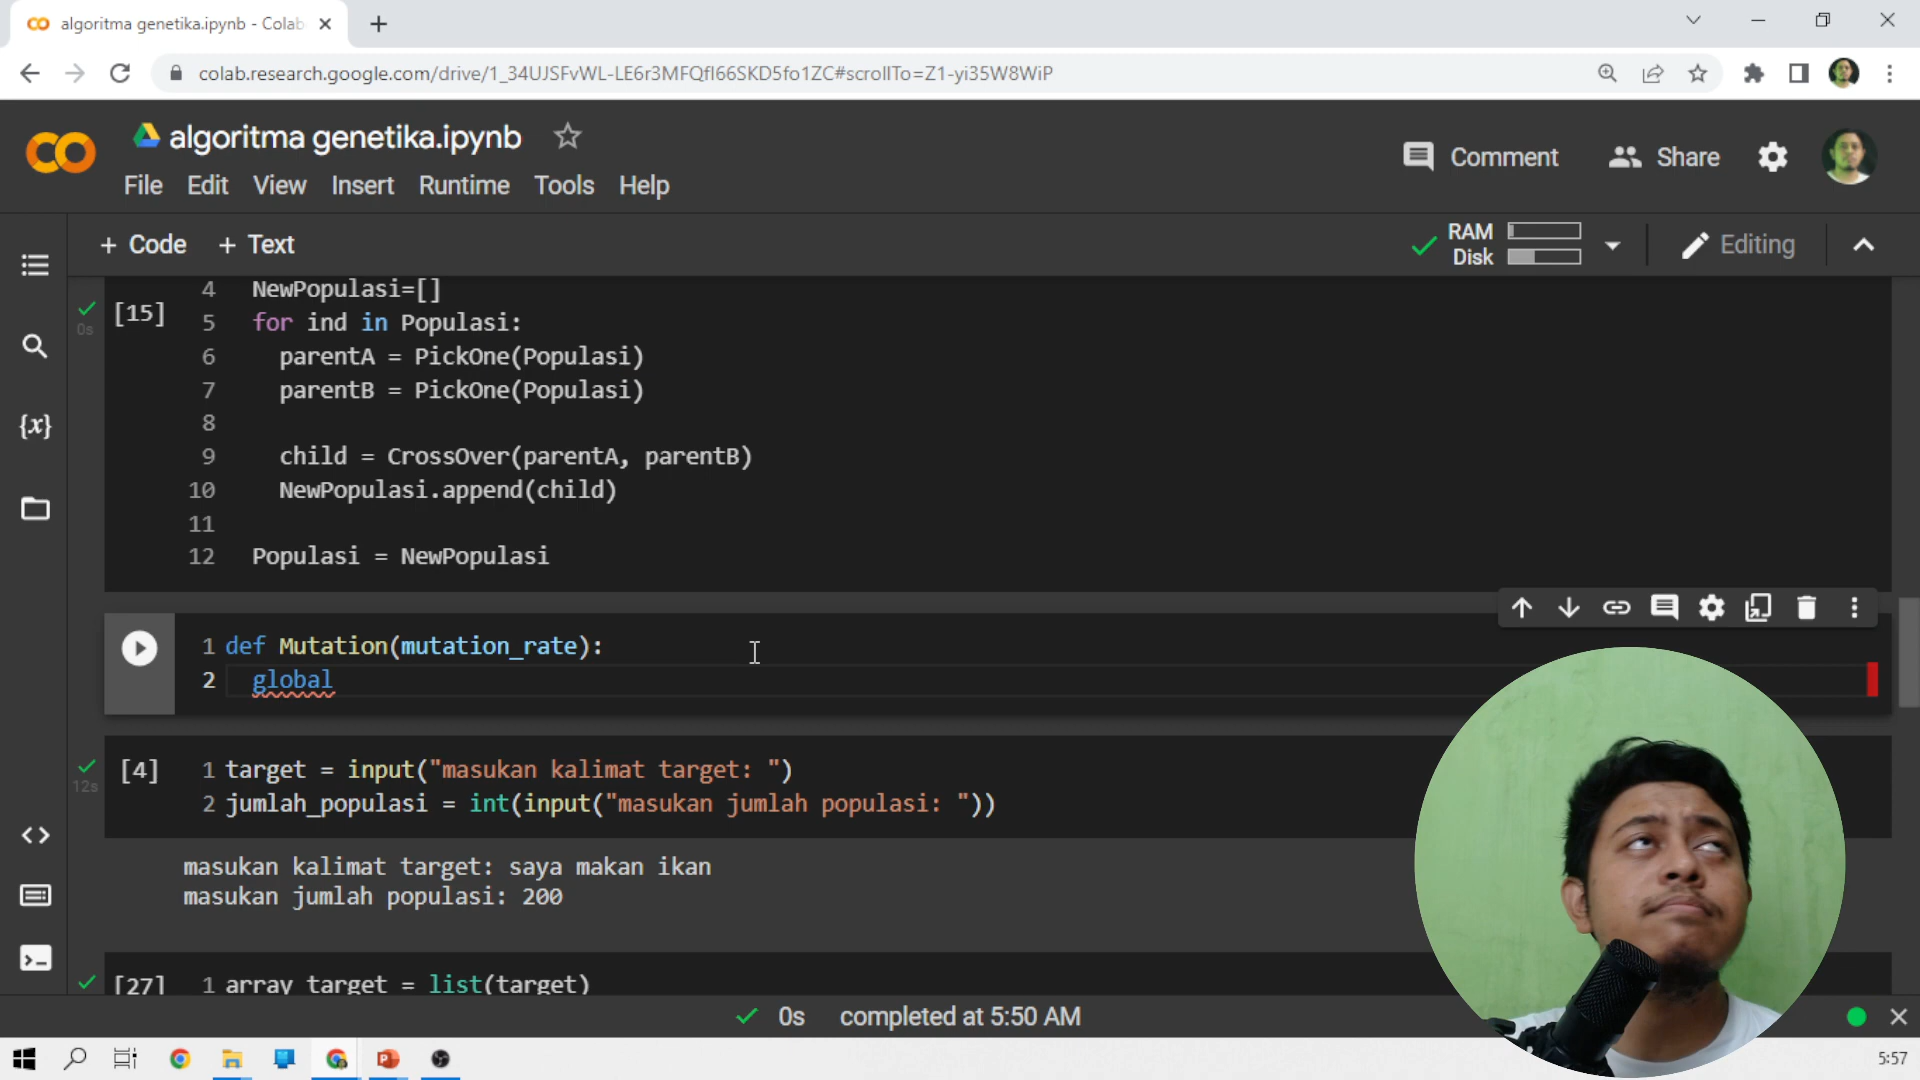 algoritma genetika.ipynb - Colab
colab.research.google.com/drive/1_34UJSFvWL-LE6r3MFQfI66SKD5fo1ZC#scrollTo=Z1-yi35W8WiP
algoritma genetika.ipynb
Comment
Share
File Edit View Insert Runtime Tools Help
+ Code + Text
RAM
Disk
Editing
[15]
0s
4 NewPopulasi=[]
5 for ind in Populasi:
6 parentA = PickOne(Populasi)
7 parentB = PickOne(Populasi)
8
9 child = CrossOver(parentA, parentB)
10 NewPopulasi.append(child)
11
12 Populasi = NewPopulasi
{x}
1 def Mutation(mutation_rate):
2 global
[4]
12s
1 target = input("masukan kalimat target: ")
2 jumlah_populasi = int(input("masukan jumlah populasi: "))
masukan kalimat target: saya makan ikan
masukan jumlah populasi: 200
[27] 1 array target = list(target)
0s completed at 5:50 AM
5:57